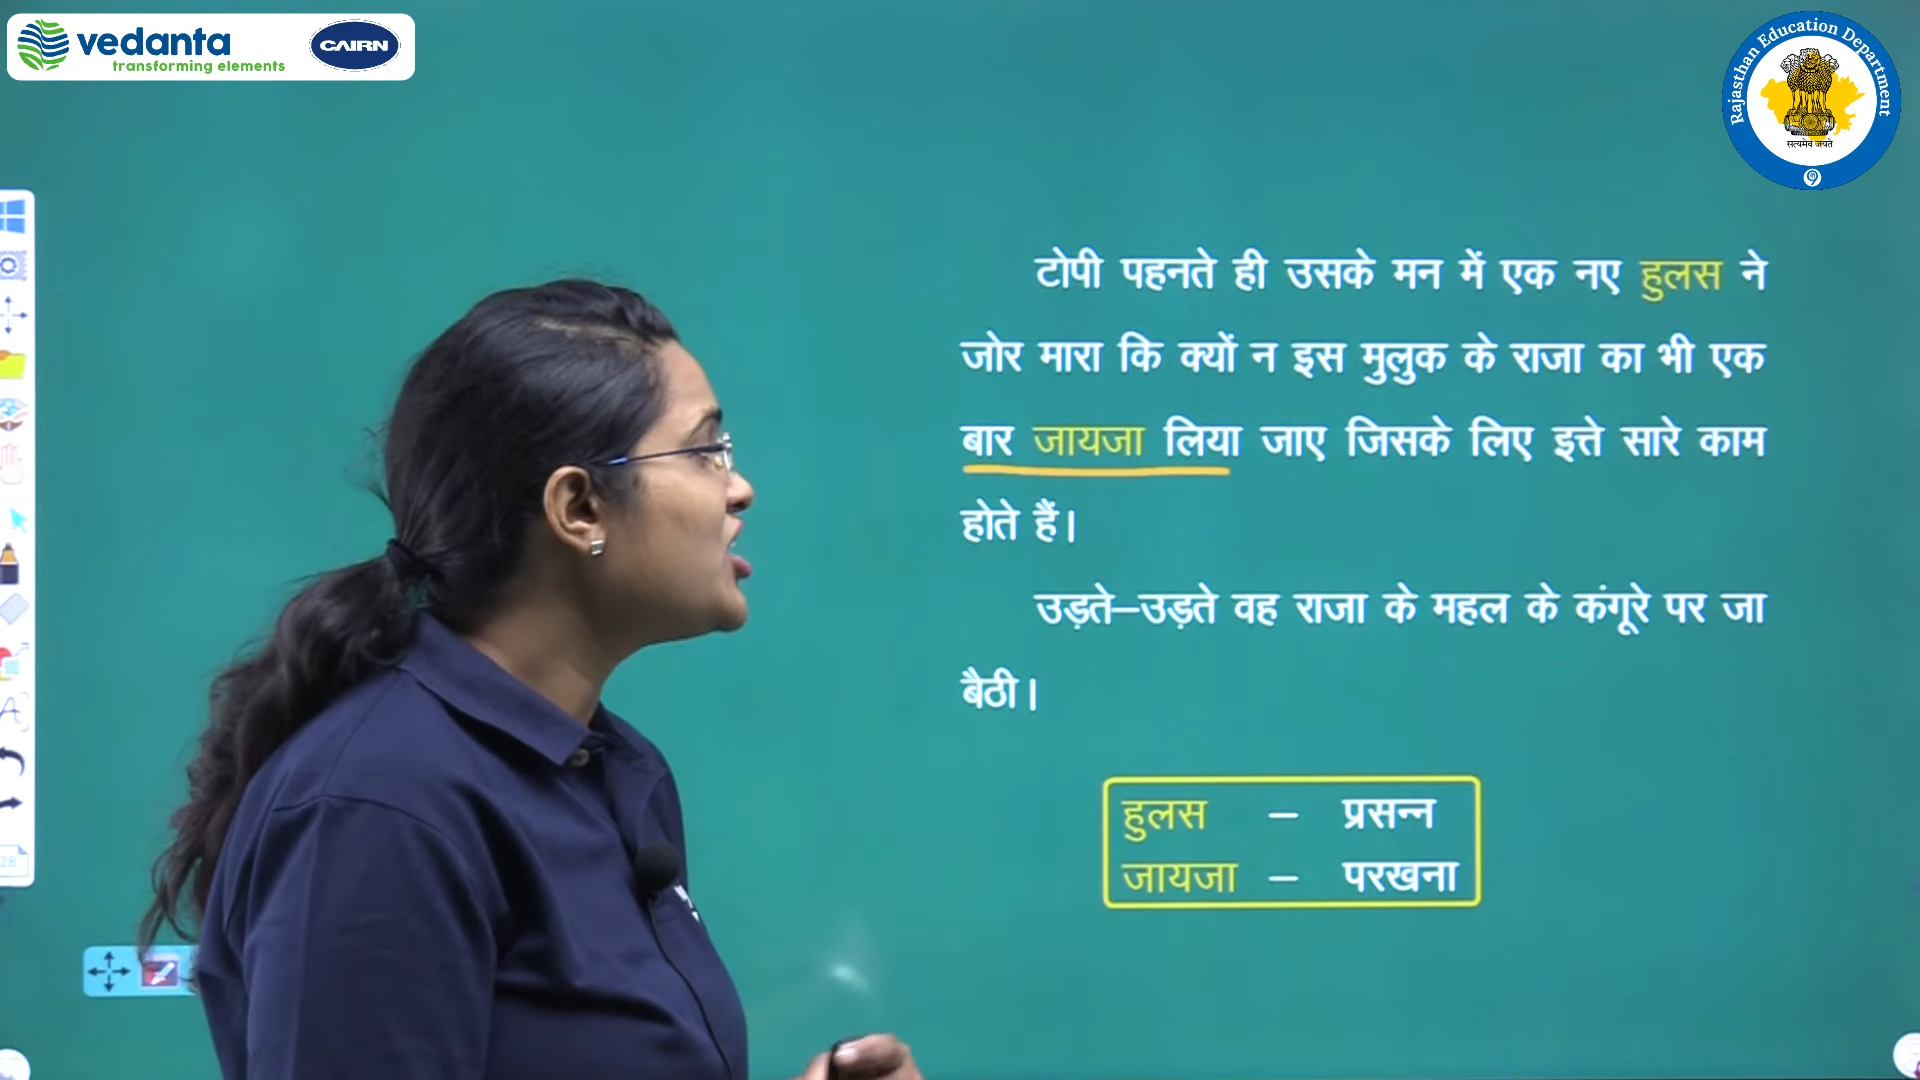 vedanta
transforming elements
CAIRN
Rajasthan Education Department
सत्यमेव जयते
टोपी पहनते ही उसके मन में एक नए हुलस ने
जोर मारा कि क्यों न इस मुलुक के राजा का भी एक
बार जायजा लिया जाए जिसके लिए इत्ते सारे काम
होते हैं।
उड़ते–उड़ते वह राजा के महल के कंगूरे पर जा
बैठी।
हुलस – प्रसन्न
जायजा – परखना
28